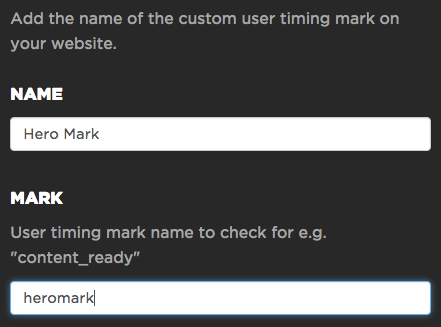 Add the name of the custom user timing mark on
your website.
NAME
Hero Mark
MARK
User timing mark name to check for e.g.
"content_ready"
heromark